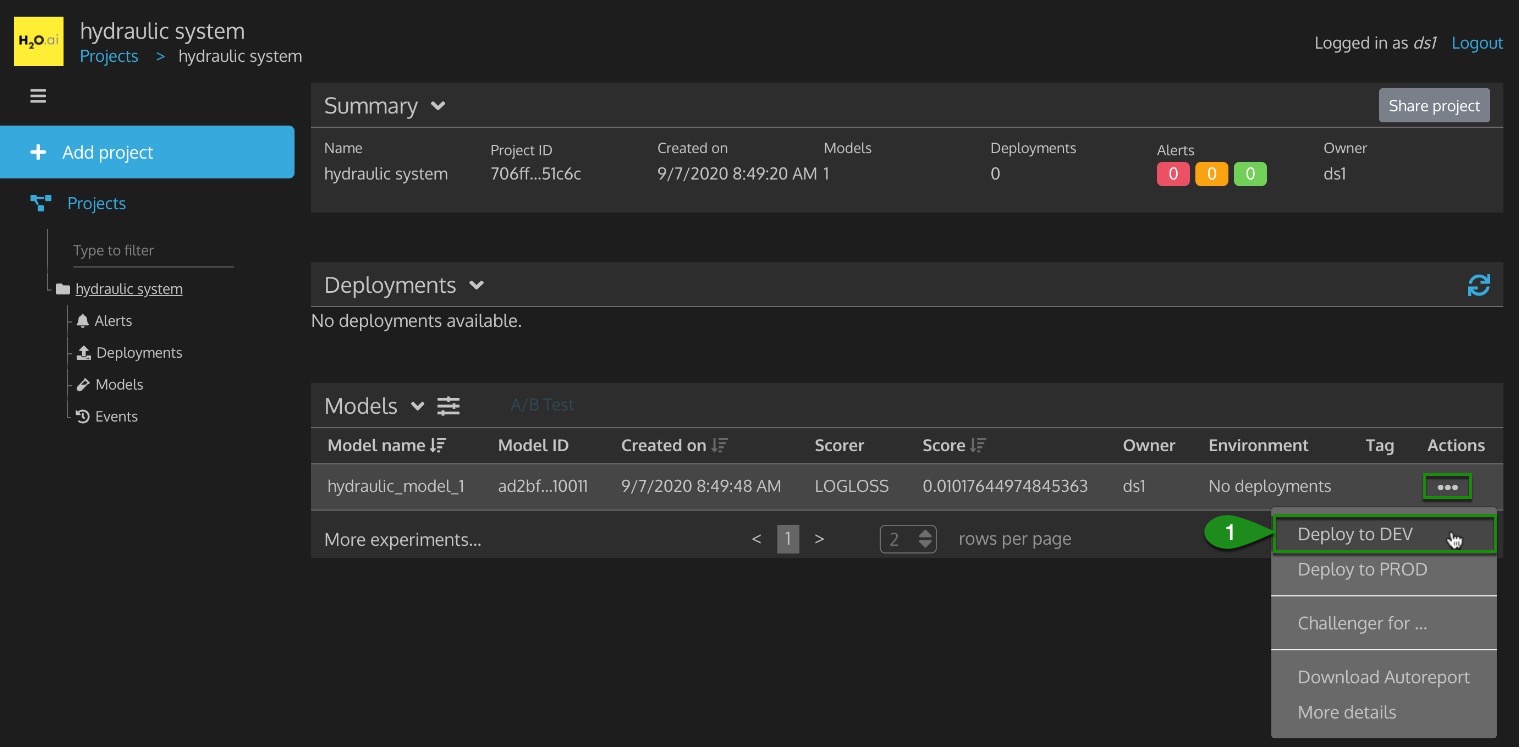 H2O.ai
hydraulic system
Projects > hydraulic system
Logged in as ds1 Logout
Add project
Projects
Type to filter
hydraulic system
Alerts
Deployments
Models
Events
Summary
Share project
Name Project ID Created on Models Deployments Alerts Owner
hydraulic system 706ff...51c6c 9/7/2020 8:49:20 AM 1 0 0 0 0 ds1
Deployments
No deployments available.
Models A/B Test
Model name Model ID Created on Scorer Score Owner Environment Tag Actions
hydraulic_model_1 ad2bf...10011 9/7/2020 8:49:48 AM LOGLOSS 0.01017644974845363 ds1 No deployments
More experiments... < 1 > 2 rows per page
1 Deploy to DEV
Deploy to PROD
Challenger for ...
Download Autoreport
More details